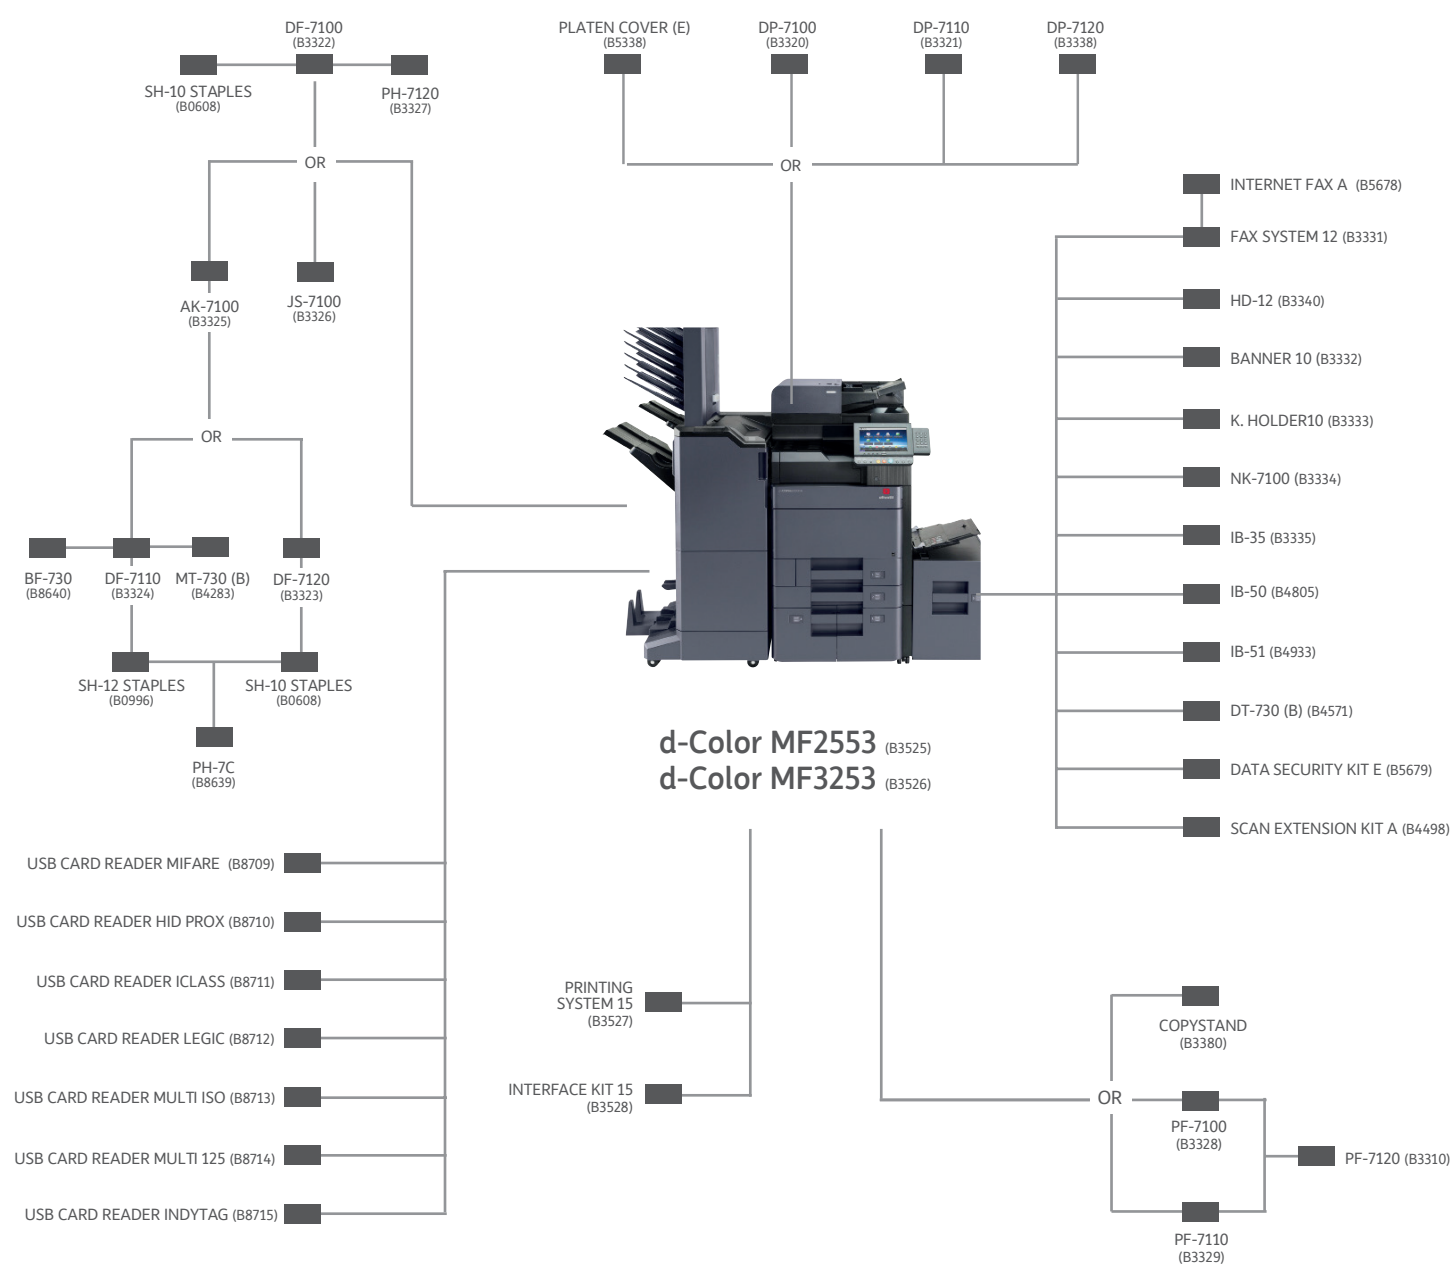 DF-7100
(B3322)
SH-10 STAPLES
(B0608)
PH-7120
(B3327)
OR
AK-7100
(B3325)
JS-7100
(B3326)
OR
BF-730
(B8640)
DF-7110
(B3324)
MT-730 (B)
(B4283)
DF-7120
(B3323)
SH-12 STAPLES
(B0996)
SH-10 STAPLES
(B0608)
PH-7C
(B8639)
PLATEN COVER (E)
(B5338)
DP-7100
(B3320)
DP-7110
(B3321)
DP-7120
(B3338)
OR
INTERNET FAX A (B5678)
FAX SYSTEM 12 (B3331)
HD-12 (B3340)
BANNER 10 (B3332)
K. HOLDER10 (B3333)
NK-7100 (B3334)
IB-35 (B3335)
IB-50 (B4805)
IB-51 (B4933)
DT-730 (B) (B4571)
DATA SECURITY KIT E (B5679)
SCAN EXTENSION KIT A (B4498)
d-Color MF2553 (B3525)
d-Color MF3253 (B3526)
USB CARD READER MIFARE (B8709)
USB CARD READER HID PROX (B8710)
USB CARD READER ICLASS (B8711)
USB CARD READER LEGIC (B8712)
USB CARD READER MULTI ISO (B8713)
USB CARD READER MULTI 125 (B8714)
USB CARD READER INDYTAG (B8715)
PRINTING
SYSTEM 15
(B3527)
INTERFACE KIT 15
(B3528)
COPYSTAND
(B3380)
OR
PF-7100
(B3328)
PF-7120 (B3310)
PF-7110
(B3329)